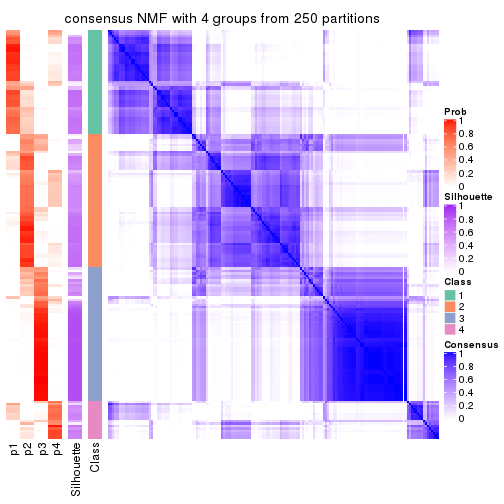 consensus NMF with 4 groups from 250 partitions
Prob
1
0.8
0.6
0.4
0.2
0
Silhouette
1
0.8
0.6
0.4
0.2
0
Class
1
2
3
4
Consensus
1
0.8
0.6
0.4
0.2
0
p1
p2
p3
p4
Silhouette
Class